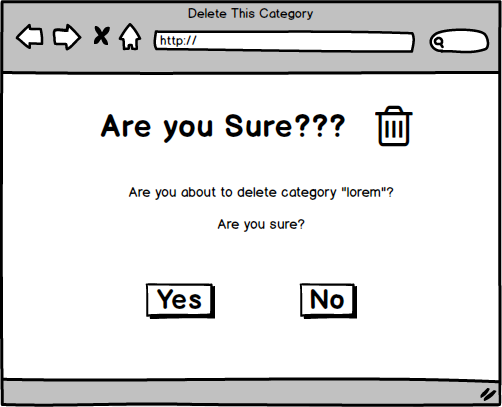 Delete This Category
http://
Are you Sure???
Are you about to delete category "lorem"?
Are you sure?
Yes No